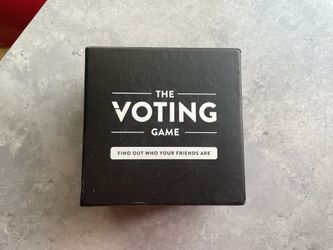 THE
VOTING
GAME
FIND OUT WHO YOUR FRIENDS ARE